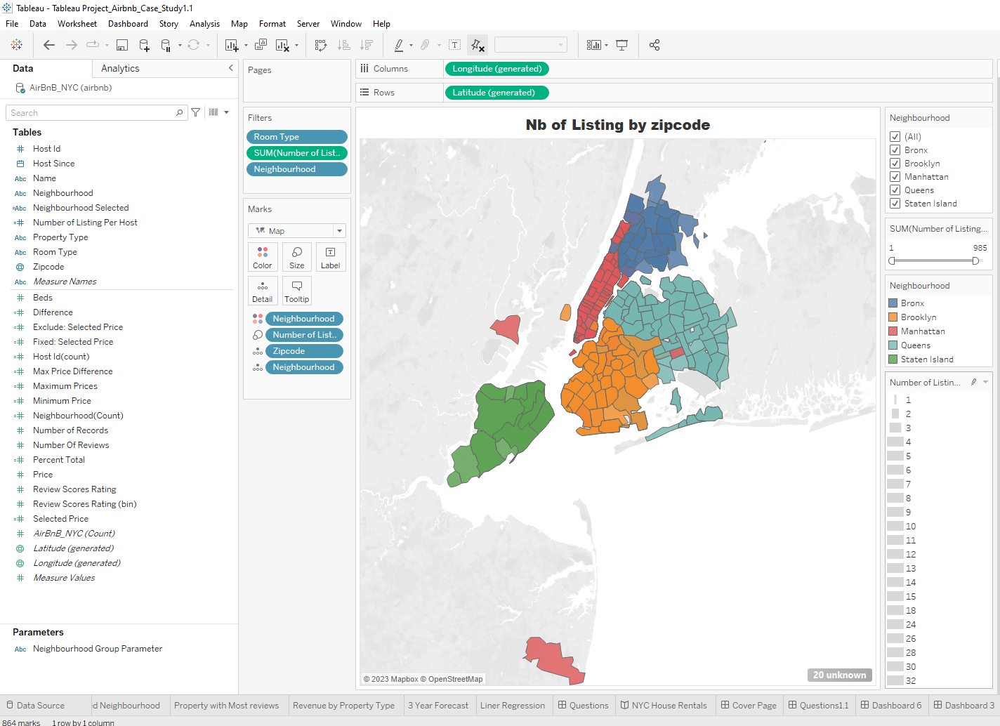 Tableau - Tableau Project_Airbnb_Case_Study1.1
File Data Worksheet Dashboard Story Analysis Map Format Server Window Help
Data Analytics
AirBnB_NYC (airbnb)
Search
Tables
Host Id
Host Since
Abc Name
Abc Neighbourhood
=Abc Neighbourhood Selected
Number of Listing Per Host
Abc Property Type
Abc Room Type
Zipcode
Abc Measure Names
Beds
Difference
Exclude: Selected Price
Fixed: Selected Price
Host Id(count)
Max Price Difference
Maximum Prices
Minimum Price
Neighbourhood(Count)
Number of Records
Number Of Reviews
Percent Total
Price
Review Scores Rating
Review Scores Rating (bin)
Selected Price
AirBnB_NYC (Count)
Latitude (generated)
Longitude (generated)
Measure Values
Parameters
Abc Neighbourhood Group Parameter
Pages
Filters
Room Type
SUM(Number of List..
Neighbourhood
Marks
Map
Color Size Label
Detail Tooltip
Neighbourhood
Number of List..
Zipcode
Neighbourhood
Columns Longitude (generated)
Rows Latitude (generated)
Nb of Listing by zipcode
© 2023 Mapbox © OpenStreetMap
20 unknown
Neighbourhood
(All)
Bronx
Brooklyn
Manhattan
Queens
Staten Island
SUM(Number of Listing...
1 985
Neighbourhood
Bronx
Brooklyn
Manhattan
Queens
Staten Island
Number of Listin...
1
2
3
4
5
6
7
8
9
10
11
12
13
14
15
18
24
26
28
30
32
Data Source d Neighbourhood Property with Most reviews Revenue by Property Type 3 Year Forecast Liner Regression Questions NYC House Rentals Cover Page Questions1.1 Dashboard 6 Dashboard 3
864 marks 1 row by 1 column